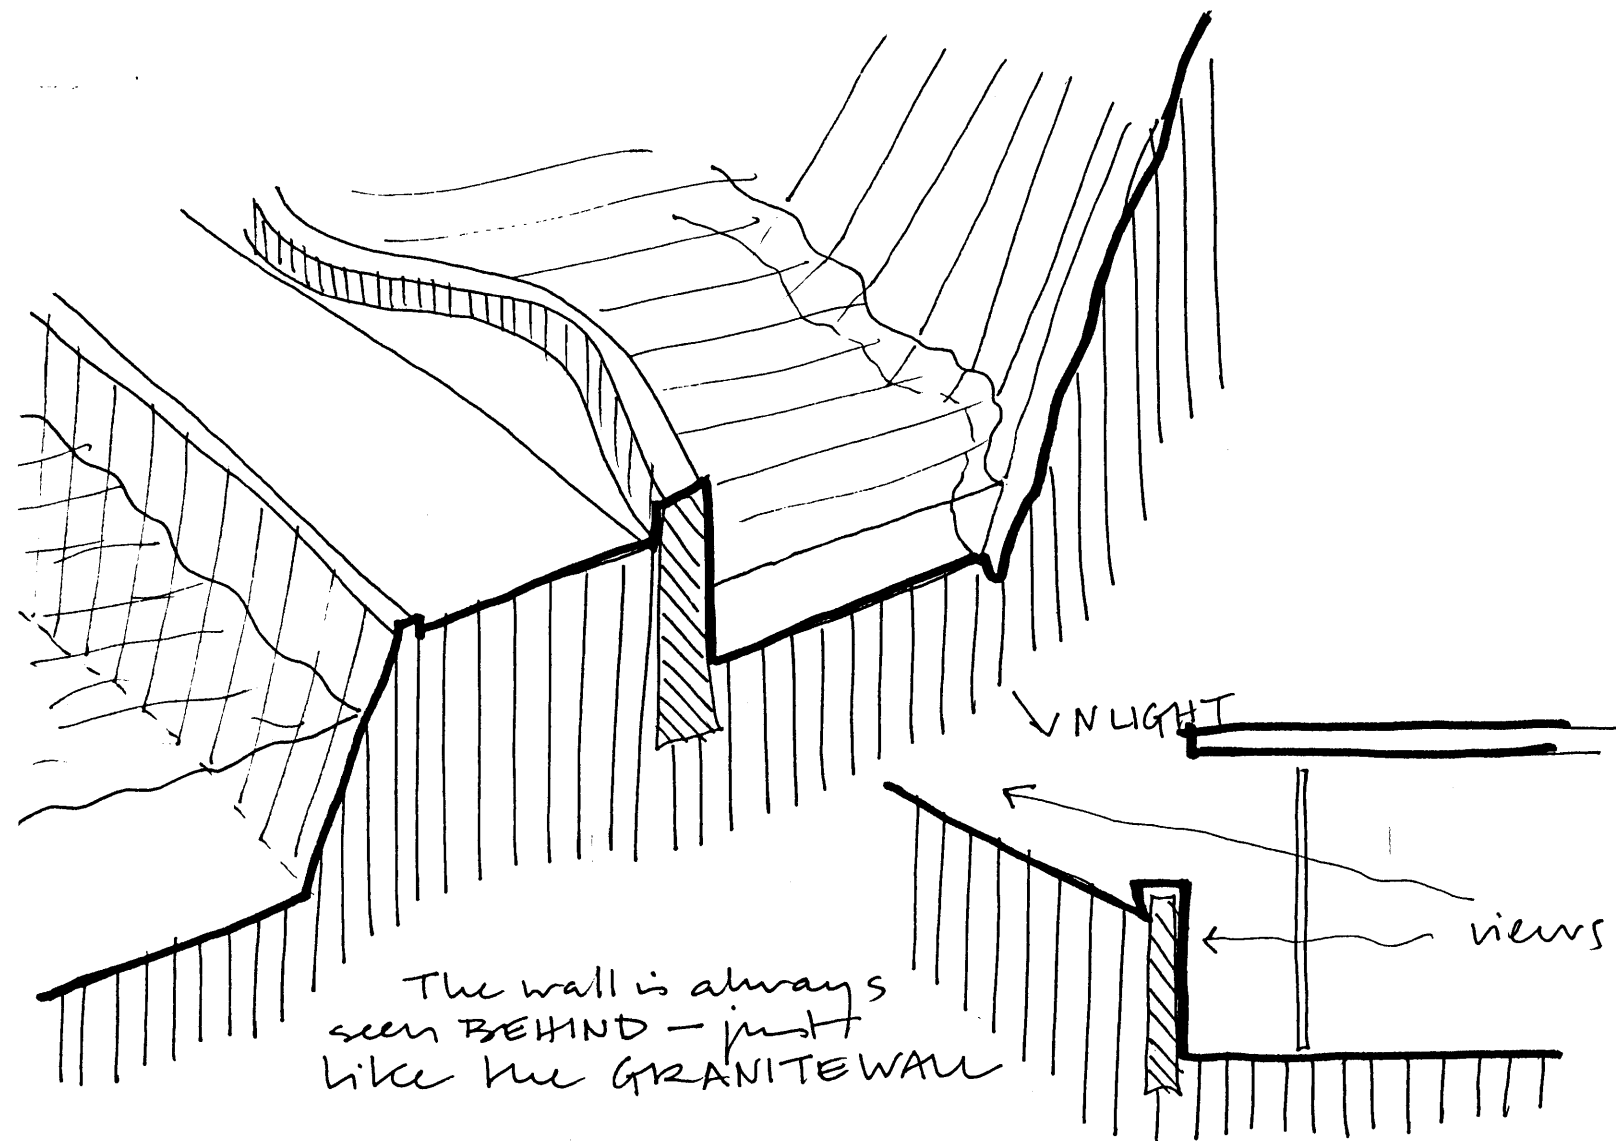 N LIGHT
views
The wall is always
seen BEHIND – just
like the GRANITE WALL